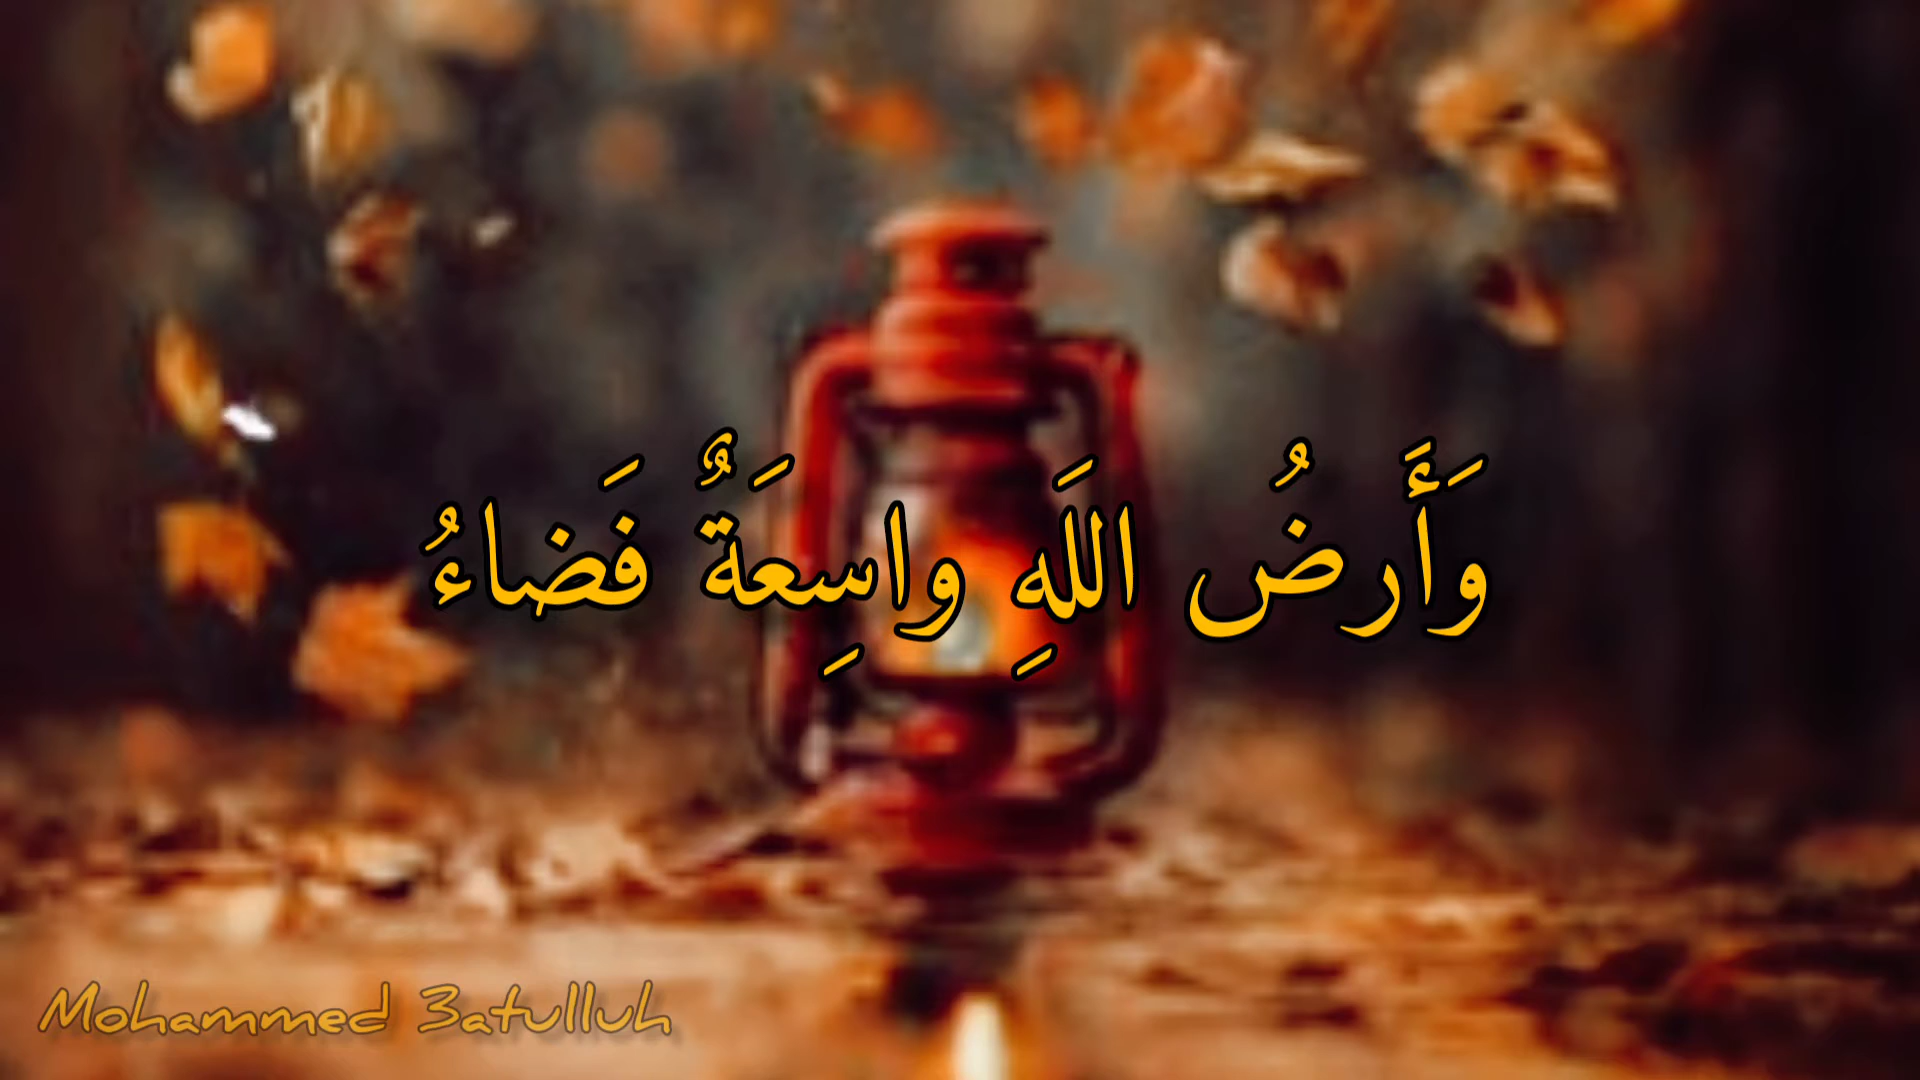 وَأَرضُ اللَهِ واسِعَةٌ فَضاءُ
Mohammed 3atulluh